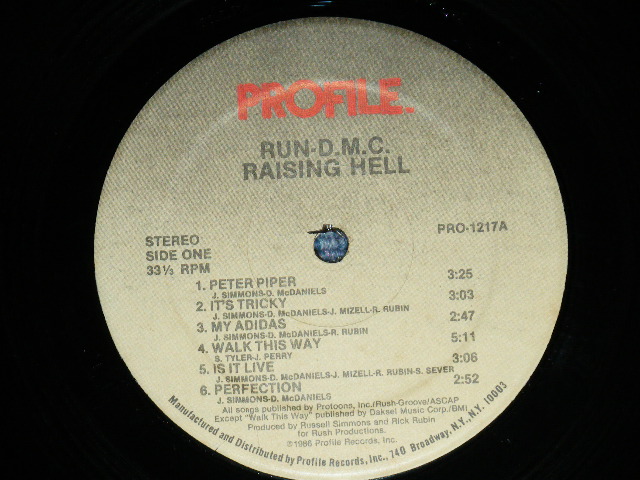 PROFILE.
RUN-D.M.C.
RAISING HELL
STEREO
SIDE ONE
33⅓ RPM
PRO-1217A
1. PETER PIPER 3:25
J. SIMMONS-D. McDANIELS
2. IT'S TRICKY 3:03
J. SIMMONS-D. McDANIELS-J. MIZELL-R. RUBIN
3. MY ADIDAS 2:47
J. SIMMONS-D. McDANIELS-R. RUBIN
4. WALK THIS WAY 5:11
S. TYLER-J. PERRY
5. IS IT LIVE 3:06
J. SIMMONS-D. McDANIELS-J. MIZELL-R. RUBIN-S. SEVER
6. PERFECTION 2:52
J. SIMMONS-D. McDANIELS
All songs published by Protoons, Inc./Rush-Groove/ASCAP
Except "Walk This Way" published by Daksel Music Corp./BMI
Produced by Russell Simmons and Rick Rubin
for Rush Productions.
℗1986 Profile Records, Inc.
Manufactured and Distributed by Profile Records, Inc., 740 Broadway, N.Y., N.Y. 10003